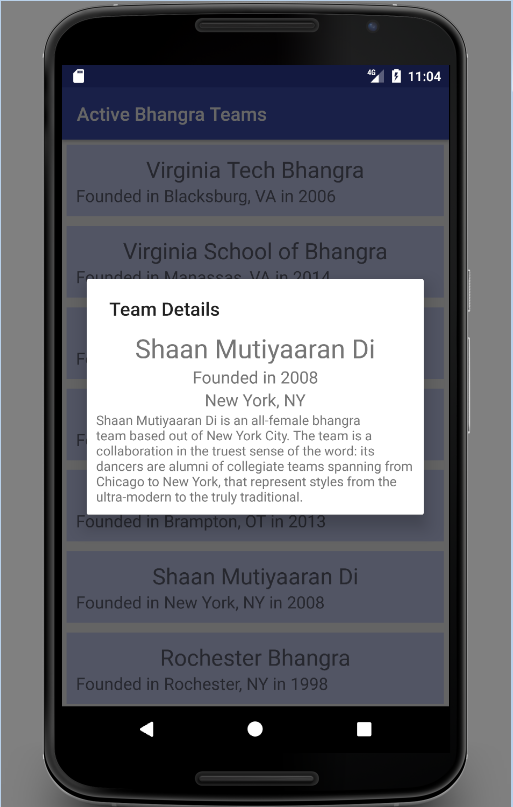 4G 11:04
Active Bhangra Teams
Virginia Tech Bhangra
Founded in Blacksburg, VA in 2006
Virginia School of Bhangra
Founded in Manassas, VA in 2014
Team Details
Shaan Mutiyaaran Di
Founded in 2008
New York, NY
Shaan Mutiyaaran Di is an all-female bhangra
team based out of New York City. The team is a
collaboration in the truest sense of the word: its
dancers are alumni of collegiate teams spanning from
Chicago to New York, that represent styles from the
ultra-modern to the truly traditional.
Founded in Brampton, OT in 2013
Shaan Mutiyaaran Di
Founded in New York, NY in 2008
Rochester Bhangra
Founded in Rochester, NY in 1998